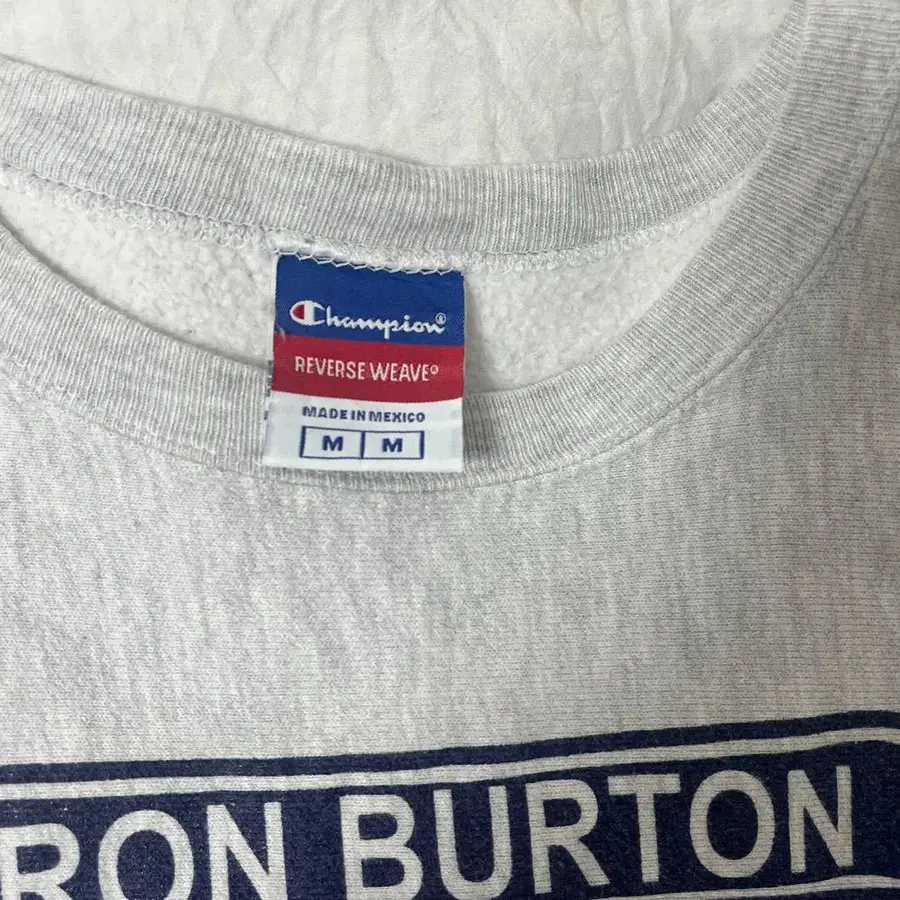 Champion®
REVERSE WEAVE®
MADE IN MEXICO
M M
RON BURTON